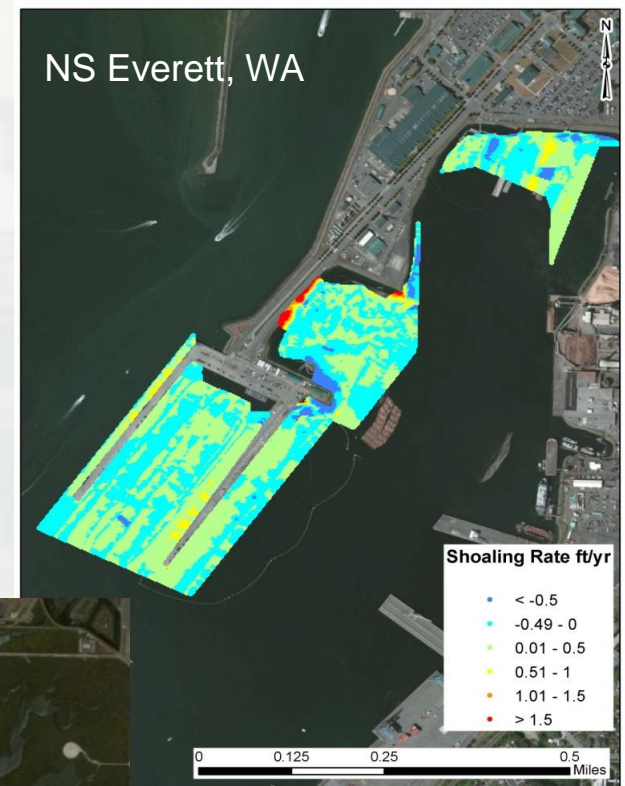 NS Everett, WA
N
Shoaling Rate ft/yr
< -0.5
-0.49 - 0
0.01 - 0.5
0.51 - 1
1.01 - 1.5
> 1.5
0 0.125 0.25 0.5
Miles